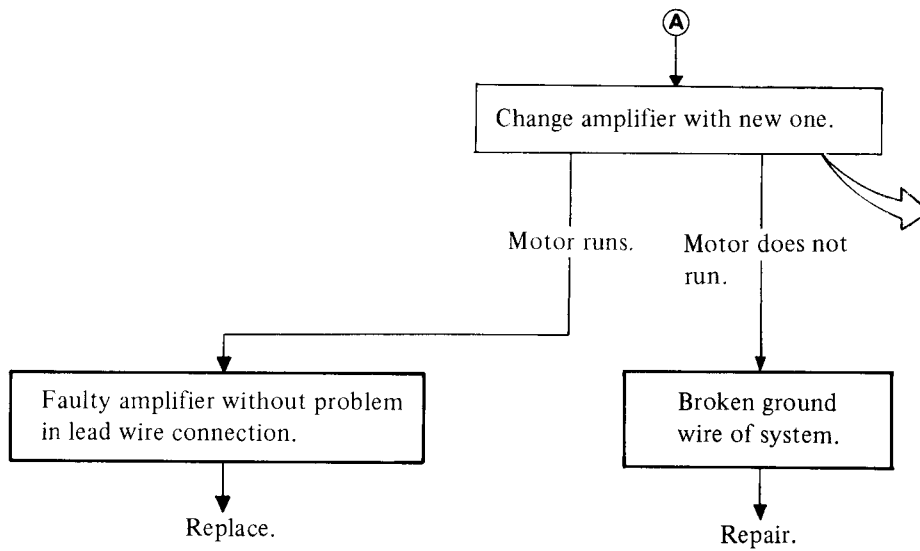 A
Change amplifier with new one.
Motor runs.
Motor does not
run.
Faulty amplifier without problem
in lead wire connection.
Broken ground
wire of system.
Replace.
Repair.